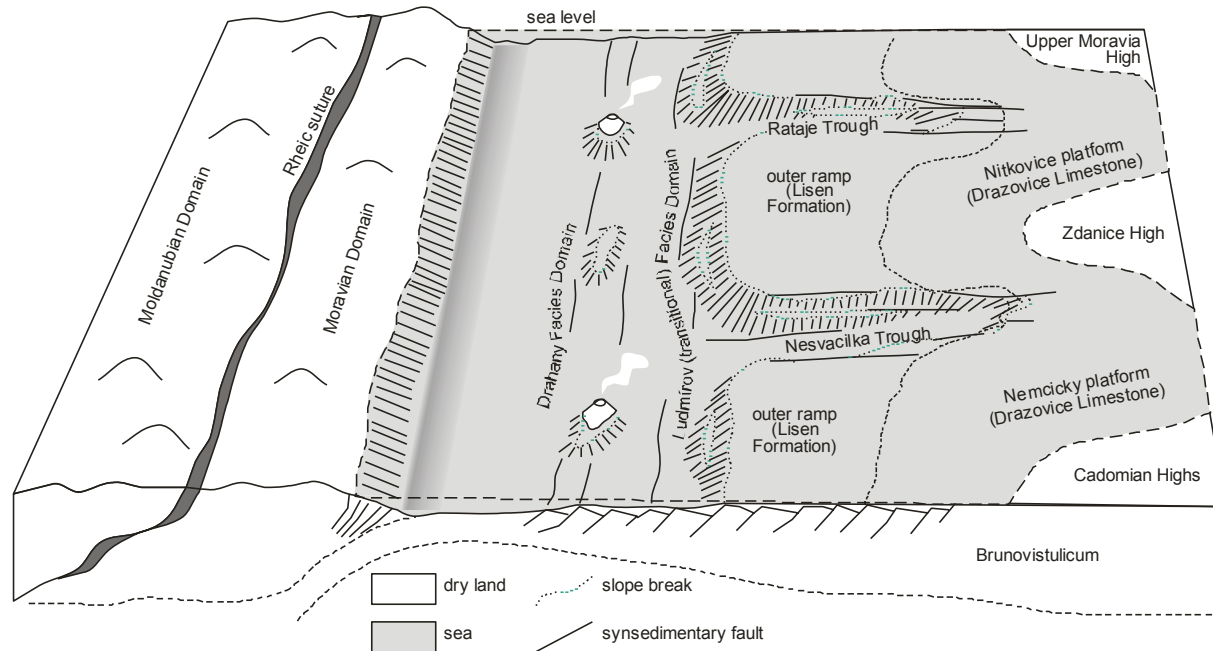 sea level
Upper Moravia
High
Rheic suture
Rataje Trough
Moldanubian Domain
Moravian Domain
Drahany Facies Domain
Ludmírov (transitional) Facies Domain
outer ramp
(Lisen
Formation)
Nitkovice platform
(Drazovice Limestone)
Zdanice High
Nesvacilka Trough
outer ramp
(Lisen
Formation)
Nemcicky platform
(Drazovice Limestone)
Cadomian Highs
Brunovistulicum
dry land
slope break
sea
synsedimentary fault